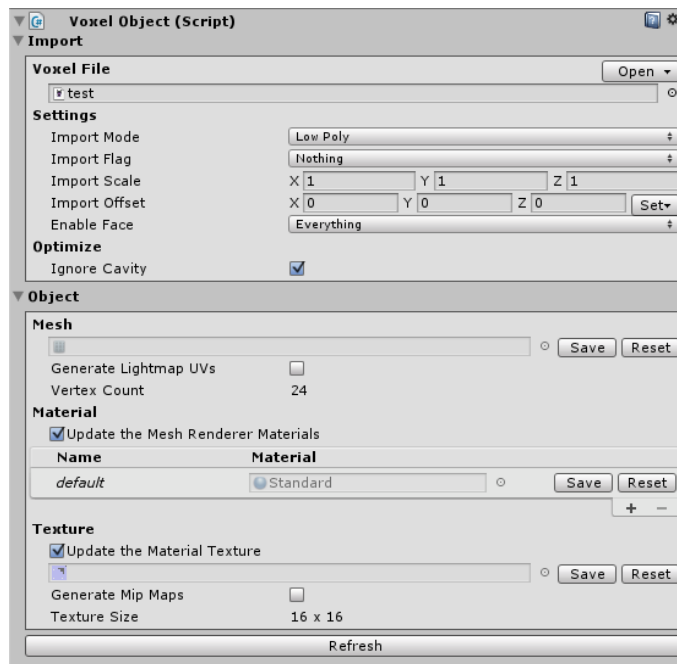 Voxel Object (Script)
Import
Voxel File
Open
test
Settings
Import Mode Low Poly
Import Flag Nothing
Import Scale X 1 Y 1 Z 1
Import Offset X 0 Y 0 Z 0 Set
Enable Face Everything
Optimize
Ignore Cavity
Object
Mesh
Save Reset
Generate Lightmap UVs
Vertex Count 24
Material
Update the Mesh Renderer Materials
Name Material
default Standard Save Reset
+ −
Texture
Update the Material Texture
Save Reset
Generate Mip Maps
Texture Size 16 x 16
Refresh